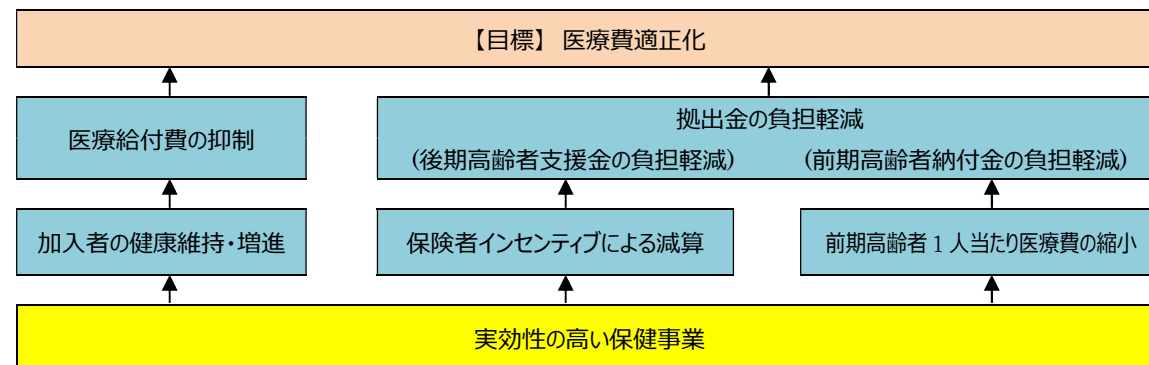 【目標】 医療費適正化
医療給付費の抑制
拠出金の負担軽減
(後期高齢者支援金の負担軽減)
(前期高齢者納付金の負担軽減)
加入者の健康維持・増進
保険者インセンティブによる減算
前期高齢者1人当たり医療費の縮小
実効性の高い保健事業